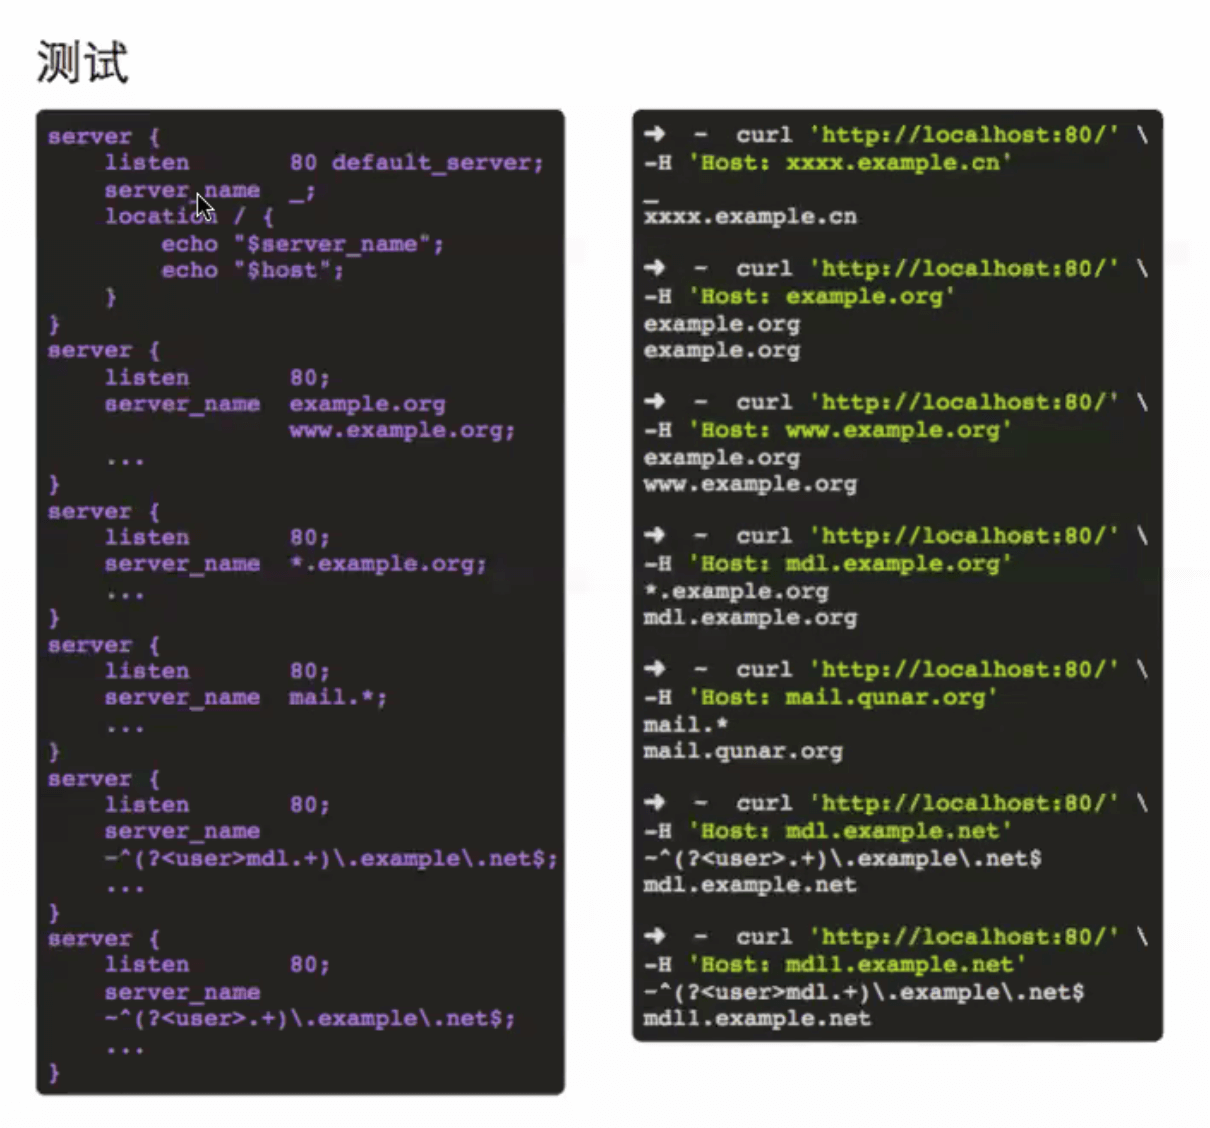 测试
server {
    listen       80 default_server;
    server_name  _;
    location / {
        echo "$server_name";
        echo "$host";
    }
}
server {
    listen       80;
    server_name  example.org
                 www.example.org;
    ...
}
server {
    listen       80;
    server_name  *.example.org;
    ...
}
server {
    listen       80;
    server_name  mail.*;
    ...
}
server {
    listen       80;
    server_name
    ~^(?<user>mdl.+)\.example\.net$;
    ...
}
server {
    listen       80;
    server_name
    ~^(?<user>.+)\.example\.net$;
    ...
}
➜  ~  curl 'http://localhost:80/' \
-H 'Host: xxxx.example.cn'
_
xxxx.example.cn
➜  ~  curl 'http://localhost:80/' \
-H 'Host: example.org'
example.org
example.org
➜  ~  curl 'http://localhost:80/' \
-H 'Host: www.example.org'
example.org
www.example.org
➜  ~  curl 'http://localhost:80/' \
-H 'Host: mdl.example.org'
*.example.org
mdl.example.org
➜  ~  curl 'http://localhost:80/' \
-H 'Host: mail.qunar.org'
mail.*
mail.qunar.org
➜  ~  curl 'http://localhost:80/' \
-H 'Host: mdl.example.net'
~^(?<user>.+)\.example\.net$
mdl.example.net
➜  ~  curl 'http://localhost:80/' \
-H 'Host: mdl1.example.net'
~^(?<user>mdl.+)\.example\.net$
mdl1.example.net